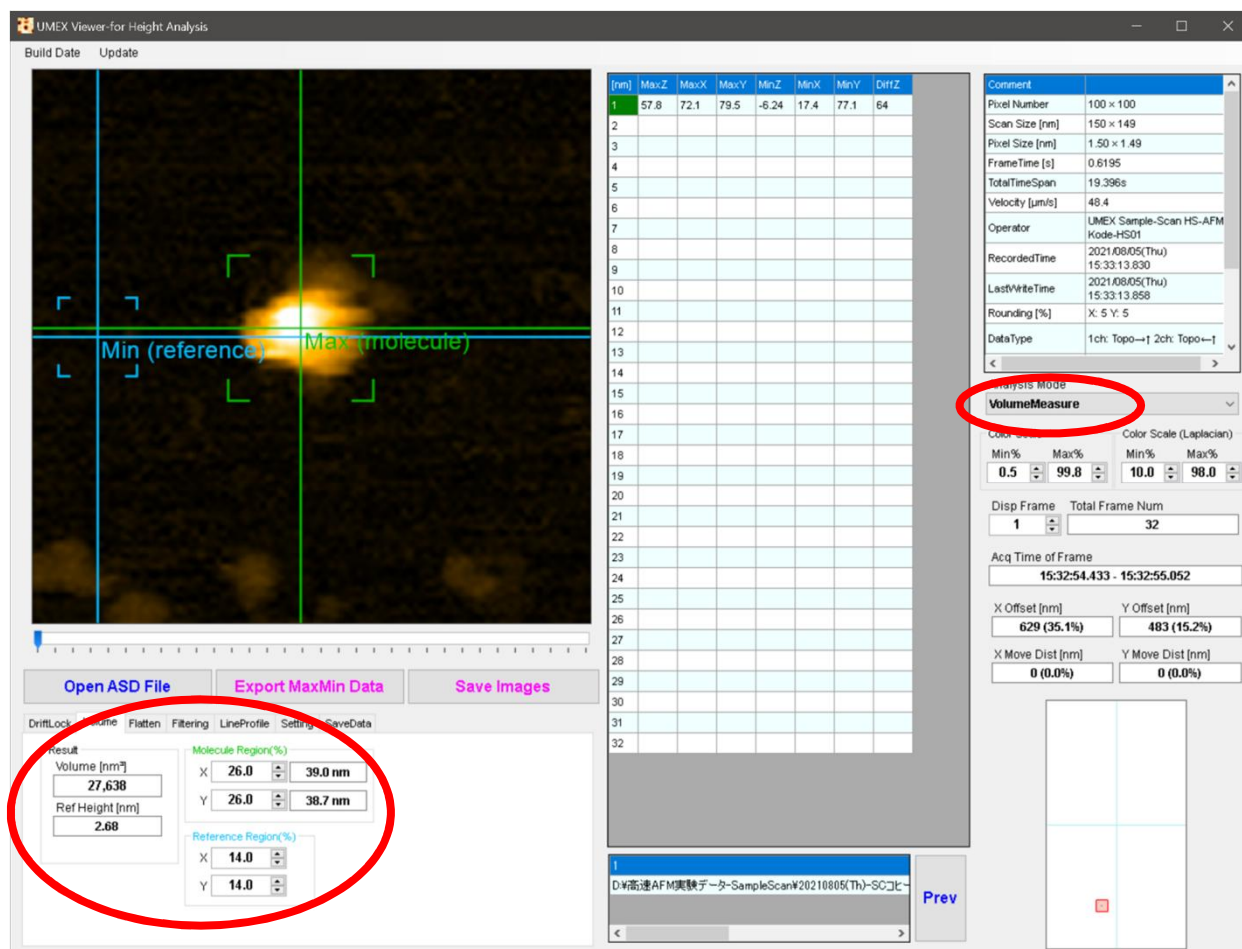 UMEX Viewer-for Height Analysis
Build Date Update
Min (reference)
Max (molecule)
[nm] MaxZ MaxX MaxY MinZ MinX MinY DiffZ
1 57.8 72.1 79.5 -6.24 17.4 77.1 64
2
3
4
5
6
7
8
9
10
11
12
13
14
15
16
17
18
19
20
21
22
23
24
25
26
27
28
29
30
31
32
Comment
Pixel Number 100 × 100
Scan Size [nm] 150 × 149
Pixel Size [nm] 1.50 × 1.49
FrameTime [s] 0.6195
TotalTimeSpan 19.396s
Velocity [μm/s] 48.4
Operator UMEX Sample-Scan HS-AFM
Kode-HS01
RecordedTime 2021/08/05(Thu)
15:33:13.830
LastWriteTime 2021/08/05(Thu)
15:33:13.858
Rounding [%] X: 5 Y: 5
DataType 1ch: Topo→↑ 2ch: Topo←↑
Analysis Mode
VolumeMeasure
Color Scale (Laplacian)
Min% Max% Min% Max%
0.5 99.8 10.0 98.0
Disp Frame Total Frame Num
1 32
Acq Time of Frame
15:32:54.433 - 15:32:55.052
X Offset [nm] Y Offset [nm]
629 (35.1%) 483 (15.2%)
X Move Dist [nm] Y Move Dist [nm]
0 (0.0%) 0 (0.0%)
Open ASD File Export MaxMin Data Save Images
DriftLock Volume Flatten Filtering LineProfile Setting SaveData
Result
Volume [nm³]
27,638
Ref Height [nm]
2.68
Molecule Region(%)
X 26.0 39.0 nm
Y 26.0 38.7 nm
Reference Region(%)
X 14.0
Y 14.0
1
D:¥高速AFM実験データ-SampleScan¥20210805(Th)-SCコヒー
Prev